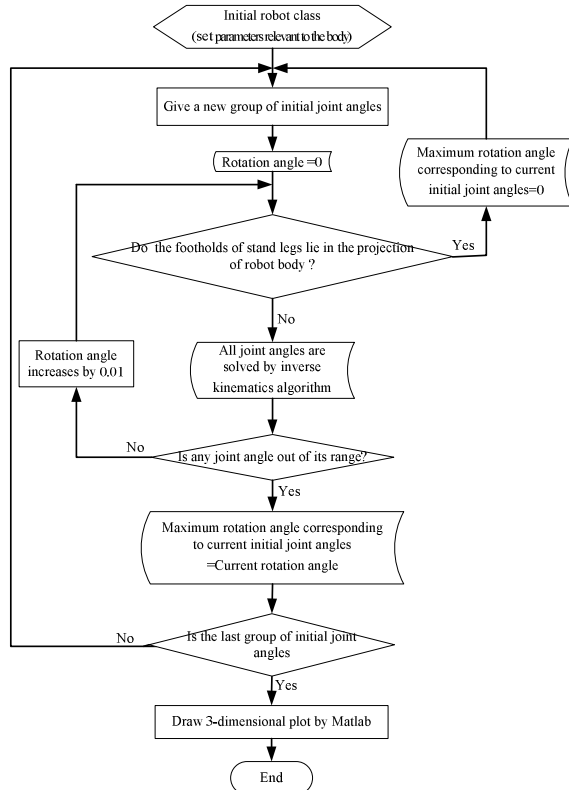 Initial robot class
(set parameters relevant to the body)
Give a new group of initial joint angles
Rotation angle =0
Maximum rotation angle
corresponding to current
initial joint angles=0
Do the footholds of stand legs lie in the projection
of robot body ?
Yes
No
Rotation angle
increases by 0.01
All joint angles are
solved by inverse
kinematics algorithm
No
Is any joint angle out of its range?
Yes
Maximum rotation angle corresponding
to current initial joint angles
=Current rotation angle
No
Is the last group of initial joint
angles
Yes
Draw 3-dimensional plot by Matlab
End